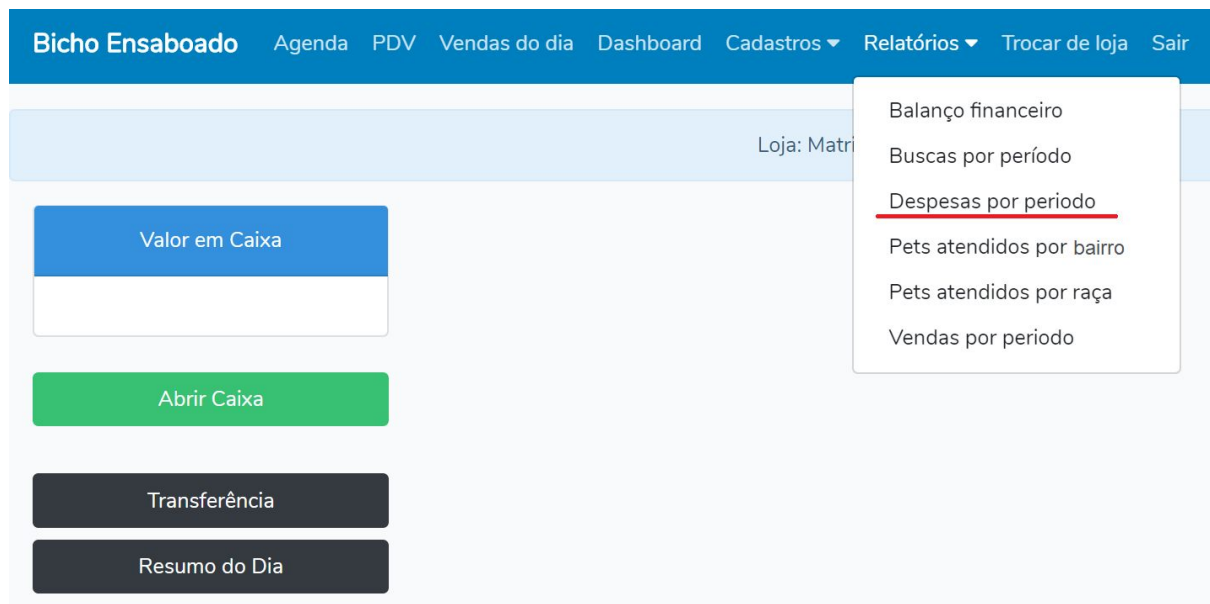 Bicho Ensaboado Agenda PDV Vendas do dia Dashboard Cadastros Relatórios Trocar de loja Sair
Balanço financeiro
Loja: Matri
Buscas por período
Despesas por periodo
Valor em Caixa
Pets atendidos por bairro
Pets atendidos por raça
Vendas por periodo
Abrir Caixa
Transferência
Resumo do Dia